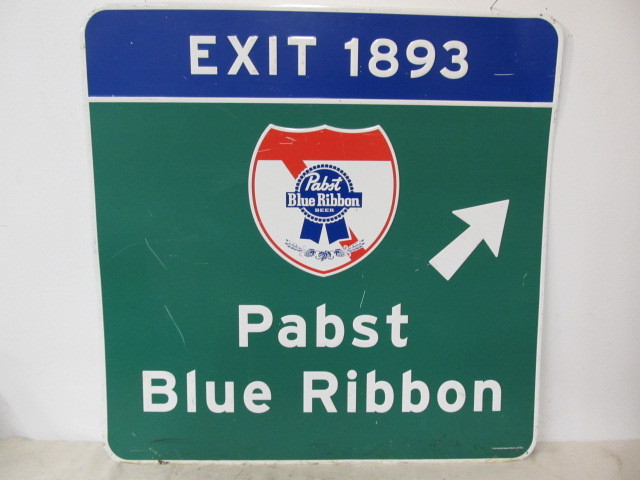 EXIT 1893
Pabst
Blue Ribbon
BEER
Pabst
Blue Ribbon